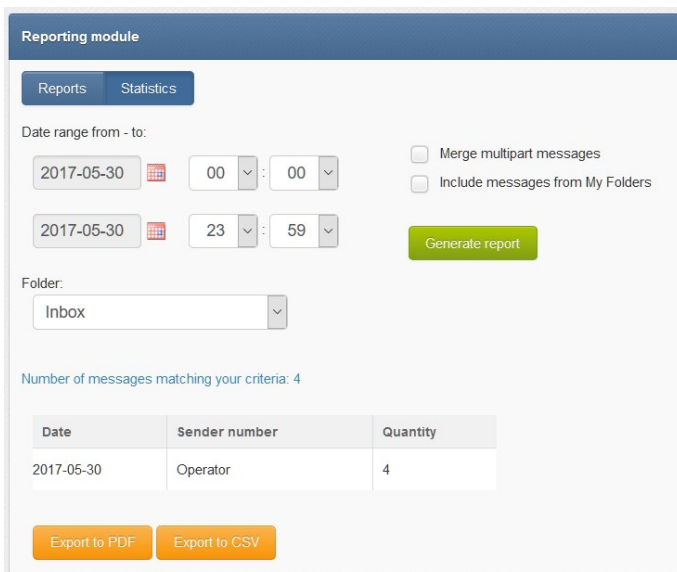 Reporting module
Reports Statistics
Date range from - to:
2017-05-30 00 : 00
Merge multipart messages
Include messages from My Folders
2017-05-30 23 : 59
Generate report
Folder:
Inbox
Number of messages matching your criteria: 4
Date Sender number Quantity
2017-05-30 Operator 4
Export to PDF Export to CSV